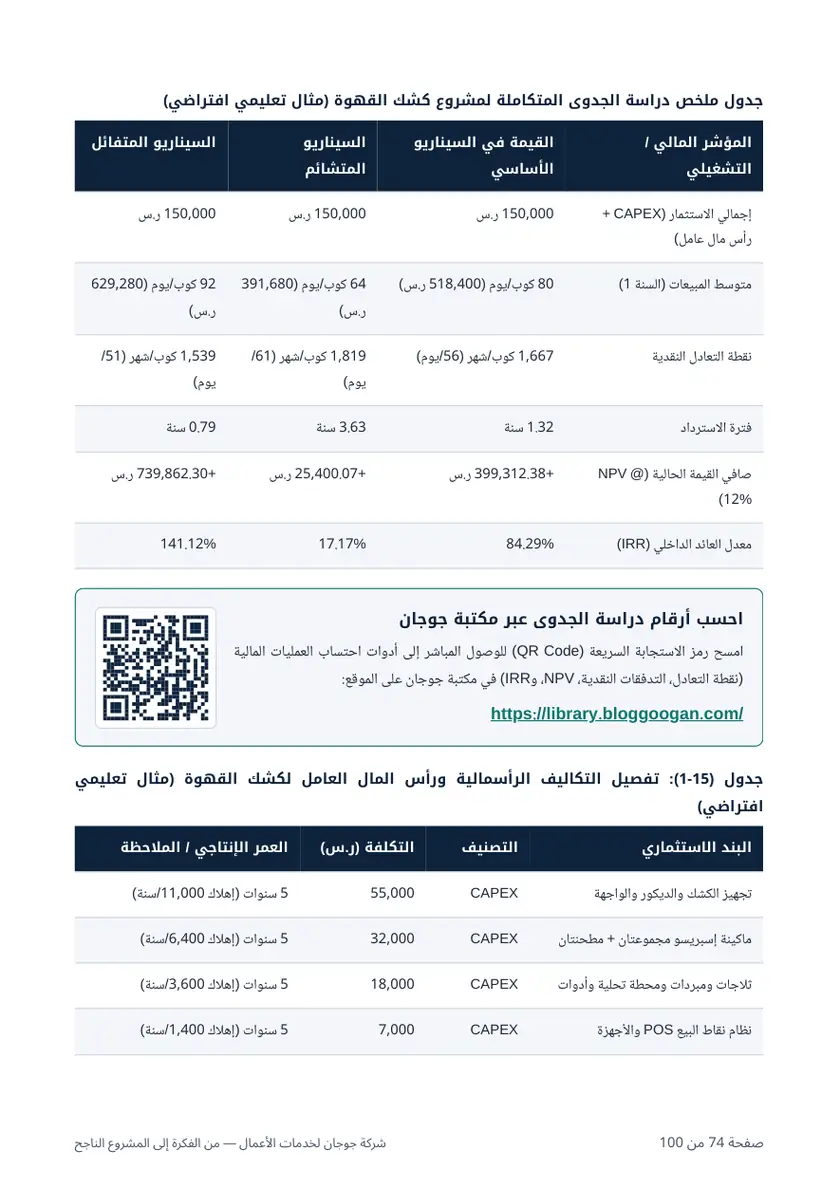 جدول ملخص دراسة الجدوى المتكاملة لمشروع كشك القهوة (مثال تعليمي افتراضي)
المؤشر المالي / التشغيلي	القيمة في السيناريو الأساسي	السيناريو المتشائم	السيناريو المتفائل
إجمالي الاستثمار (CAPEX + رأس مال عامل)	150,000 ر.س	150,000 ر.س	150,000 ر.س
متوسط المبيعات (السنة 1)	80 كوب/يوم (518,400 ر.س)	64 كوب/يوم (391,680 ر.س)	92 كوب/يوم (629,280 ر.س)
نقطة التعادل النقدية	1,667 كوب/شهر (56/يوم)	1,819 كوب/شهر (61/يوم)	1,539 كوب/شهر (51/يوم)
فترة الاسترداد	1.32 سنة	3.63 سنة	0.79 سنة
صافي القيمة الحالية (NPV @ 12%)	+399,312.38 ر.س	+25,400.07 ر.س	+739,862.30 ر.س
معدل العائد الداخلي (IRR)	84.29%	17.17%	141.12%
احسب أرقام دراسة الجدوى عبر مكتبة جوجان
امسح رمز الاستجابة السريعة (QR Code) للوصول المباشر إلى أدوات احتساب العمليات المالية
(نقطة التعادل، التدفقات النقدية، NPV، وIRR) في مكتبة جوجان على الموقع:
https://library.bloggoogan.com/
جدول (15-1): تفصيل التكاليف الرأسمالية ورأس المال العامل لكشك القهوة (مثال تعليمي
افتراضي)
البند الاستثماري	التصنيف	التكلفة (ر.س)	العمر الإنتاجي / الملاحظة
تجهيز الكشك والديكور والواجهة	CAPEX	55,000	5 سنوات (إهلاك 11,000/سنة)
ماكينة إسبريسو مجموعتان + مطحنتان	CAPEX	32,000	5 سنوات (إهلاك 6,400/سنة)
ثلاجات ومبردات ومحطة تحلية وأدوات	CAPEX	18,000	5 سنوات (إهلاك 3,600/سنة)
نظام نقاط البيع POS والأجهزة	CAPEX	7,000	5 سنوات (إهلاك 1,400/سنة)
صفحة 74 من 100	شركة جوجان لخدمات الأعمال — من الفكرة إلى المشروع الناجح